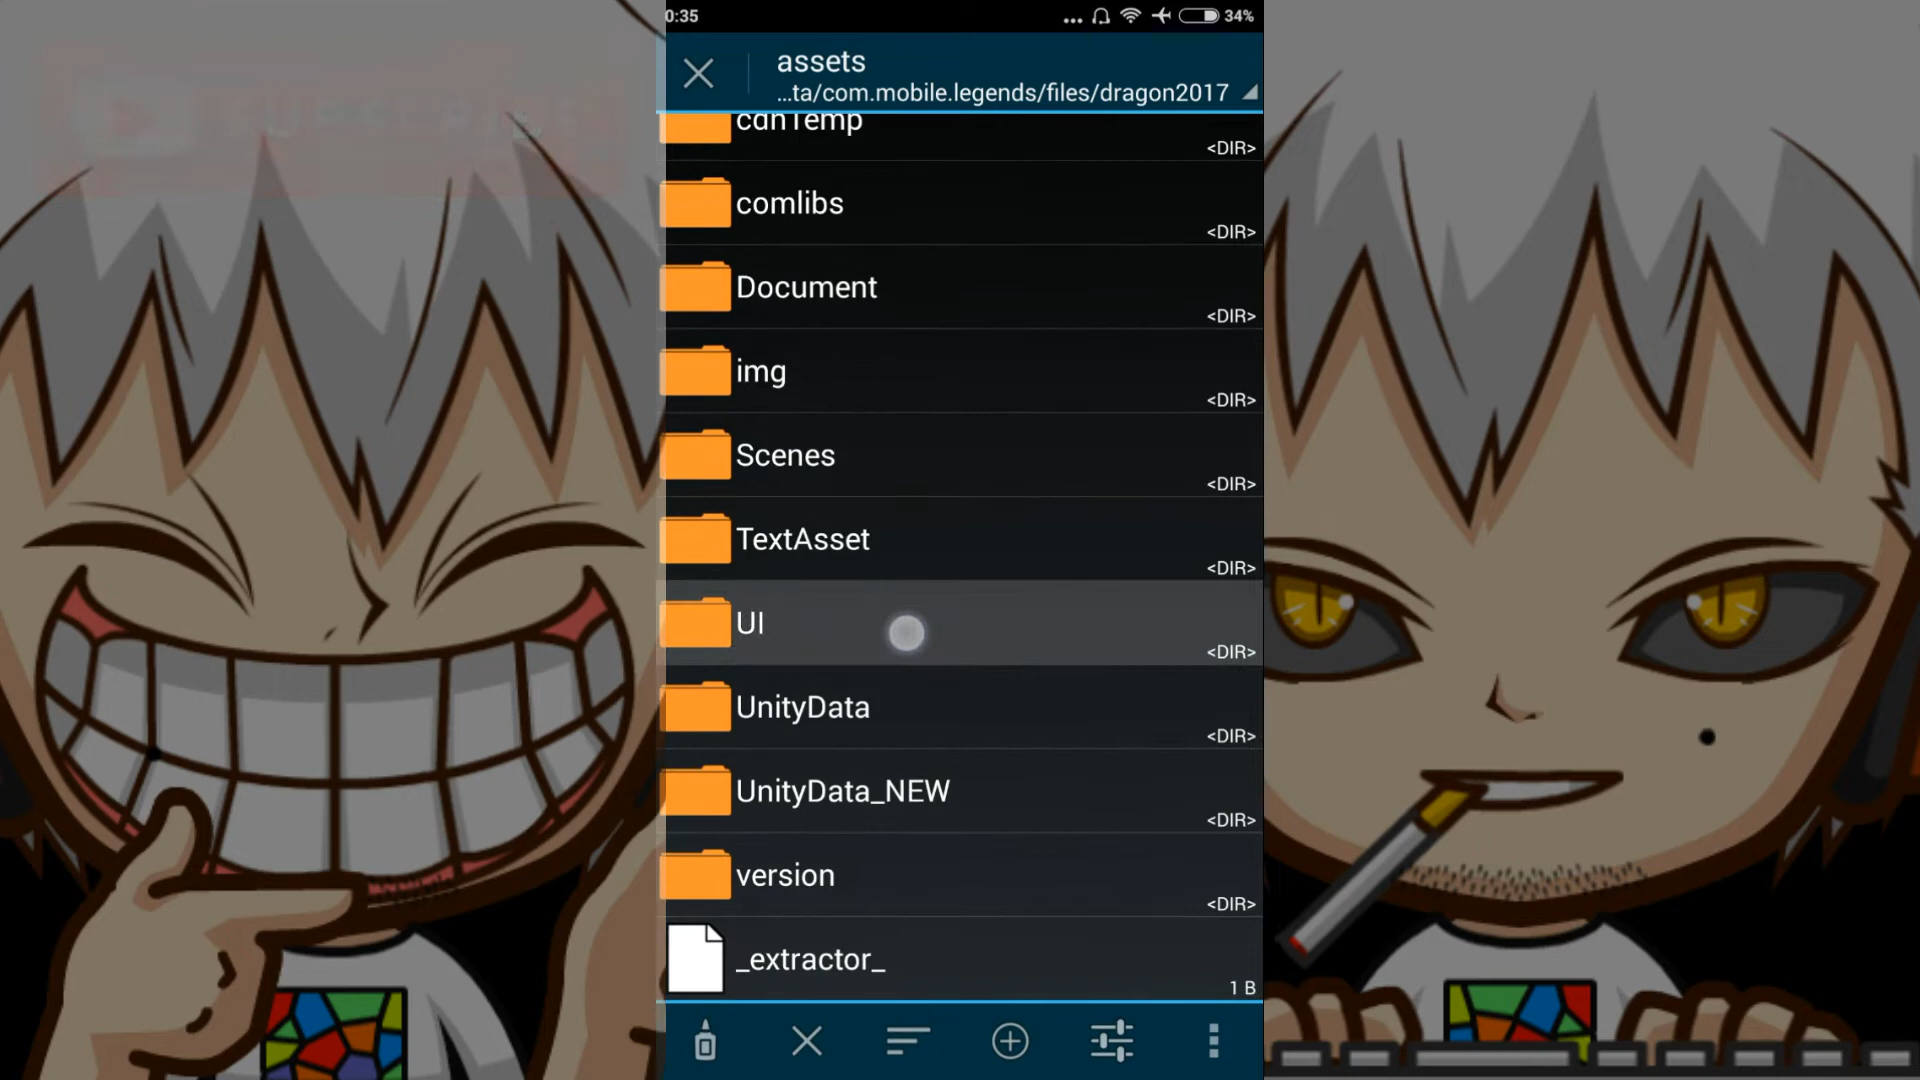 0:35
34%
assets
...ta/com.mobile.legends/files/dragon2017
cdnTemp
<DIR>
comlibs
<DIR>
Document
<DIR>
img
<DIR>
Scenes
<DIR>
TextAsset
<DIR>
UI
<DIR>
UnityData
<DIR>
UnityData_NEW
<DIR>
version
<DIR>
_extractor_
1 B